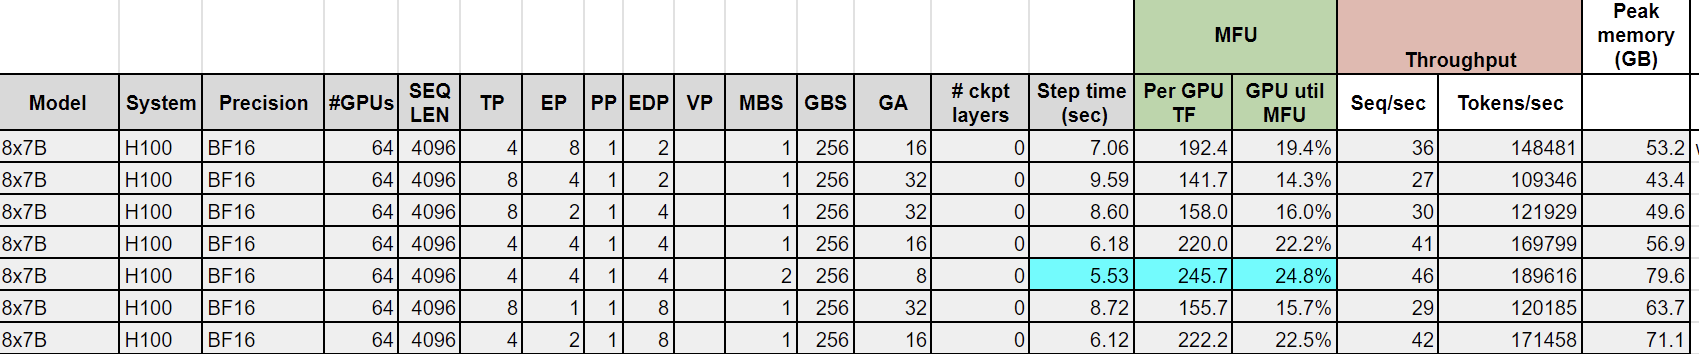 MFU Throughput Peak memory (GB)
Model System Precision #GPUs SEQ LEN TP EP PP EDP VP MBS GBS GA # ckpt layers Step time (sec) Per GPU TF GPU util MFU Seq/sec Tokens/sec
8x7B H100 BF16 64 4096 4 8 1 2 1 256 16 0 7.06 192.4 19.4% 36 148481 53.2
8x7B H100 BF16 64 4096 8 4 1 2 1 256 32 0 9.59 141.7 14.3% 27 109346 43.4
8x7B H100 BF16 64 4096 8 2 1 4 1 256 32 0 8.60 158.0 16.0% 30 121929 49.6
8x7B H100 BF16 64 4096 4 4 1 4 1 256 16 0 6.18 220.0 22.2% 41 169799 56.9
8x7B H100 BF16 64 4096 4 4 1 4 2 256 8 0 5.53 245.7 24.8% 46 189616 79.6
8x7B H100 BF16 64 4096 8 1 1 8 1 256 32 0 8.72 155.7 15.7% 29 120185 63.7
8x7B H100 BF16 64 4096 4 2 1 8 1 256 16 0 6.12 222.2 22.5% 42 171458 71.1